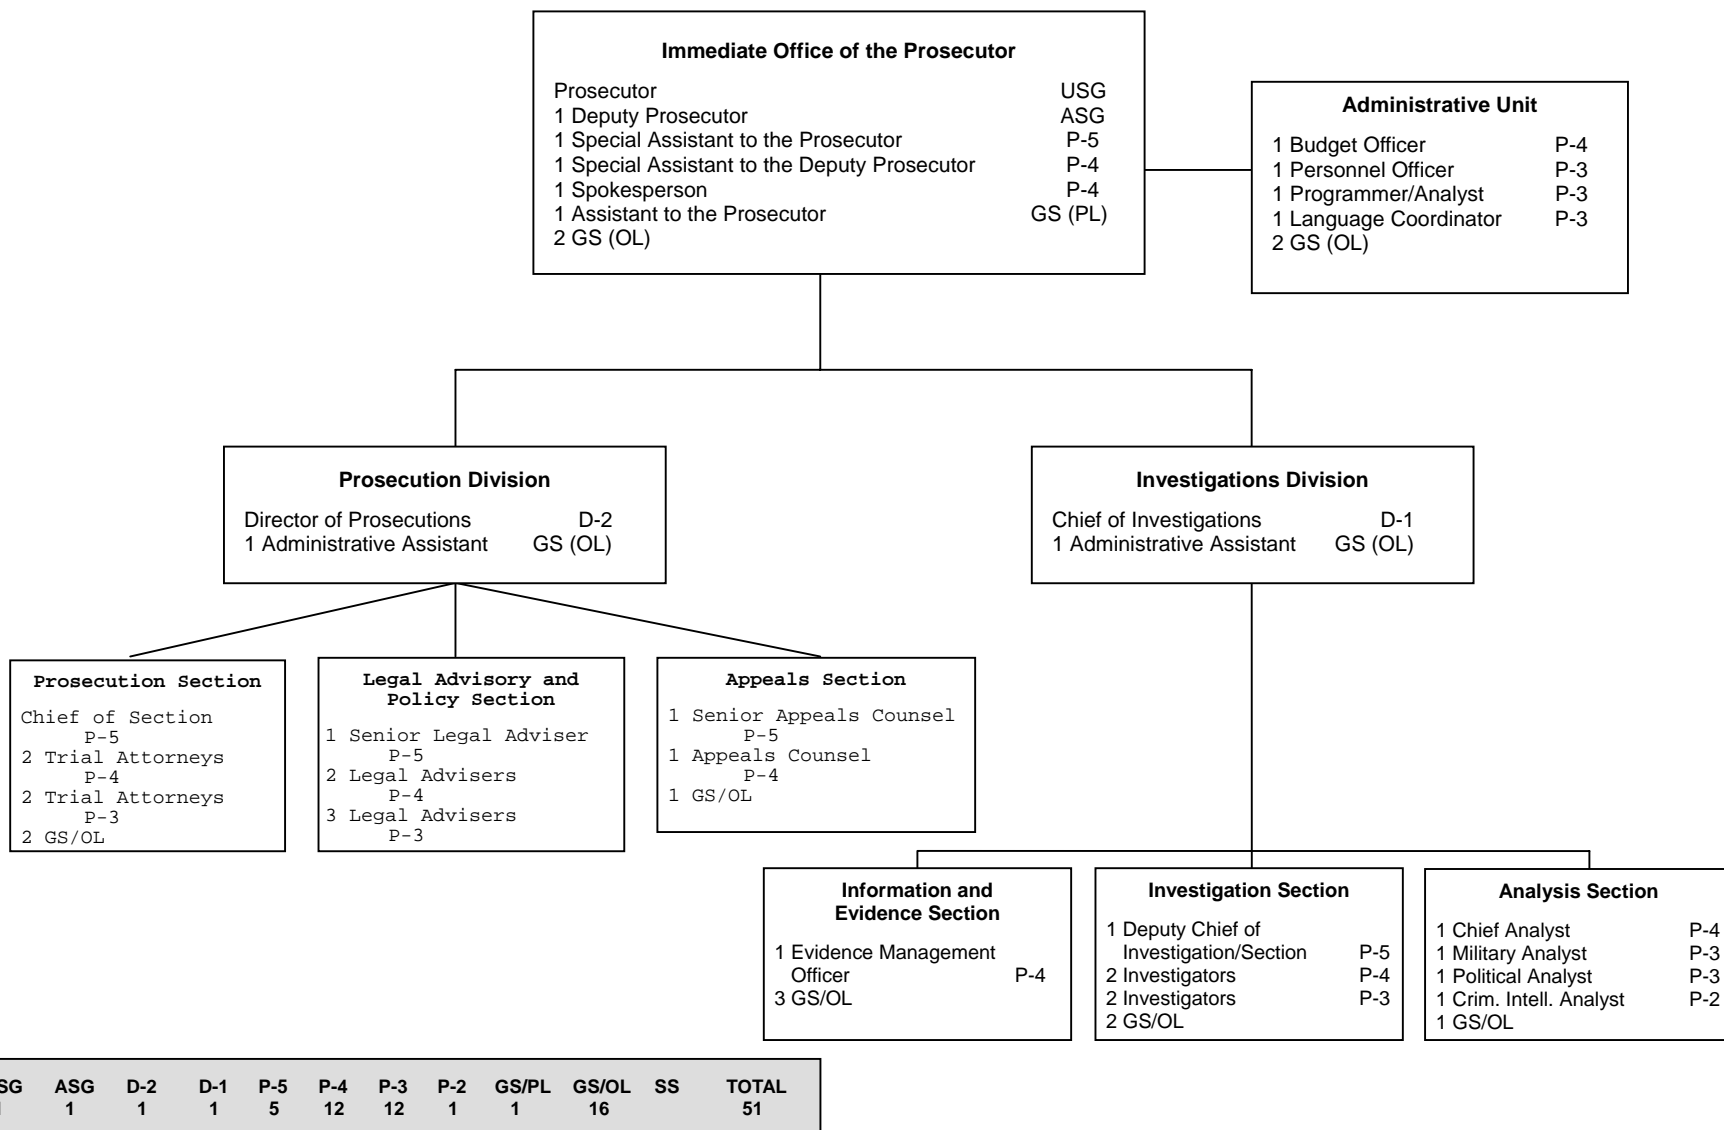 Immediate Office of the Prosecutor
Prosecutor USG
1 Deputy Prosecutor ASG
1 Special Assistant to the Prosecutor P-5
1 Special Assistant to the Deputy Prosecutor P-4
1 Spokesperson P-4
1 Assistant to the Prosecutor GS (PL)
2 GS (OL)
Administrative Unit
1 Budget Officer P-4
1 Personnel Officer P-3
1 Programmer/Analyst P-3
1 Language Coordinator P-3
2 GS (OL)
Prosecution Division
Director of Prosecutions D-2
1 Administrative Assistant GS (OL)
Investigations Division
Chief of Investigations D-1
1 Administrative Assistant GS (OL)
Prosecution Section
Chief of Section
P-5
2 Trial Attorneys
P-4
2 Trial Attorneys
P-3
2 GS/OL
Legal Advisory and
Policy Section
1 Senior Legal Adviser
P-5
2 Legal Advisers
P-4
3 Legal Advisers
P-3
Appeals Section
1 Senior Appeals Counsel
P-5
1 Appeals Counsel
P-4
1 GS/OL
Information and
Evidence Section
1 Evidence Management
Officer P-4
3 GS/OL
Investigation Section
1 Deputy Chief of
Investigation/Section P-5
2 Investigators P-4
2 Investigators P-3
2 GS/OL
Analysis Section
1 Chief Analyst P-4
1 Military Analyst P-3
1 Political Analyst P-3
1 Crim. Intell. Analyst P-2
1 GS/OL
SG ASG D-2 D-1 P-5 P-4 P-3 P-2 GS/PL GS/OL SS TOTAL
1 1 1 5 12 12 1 1 16 51